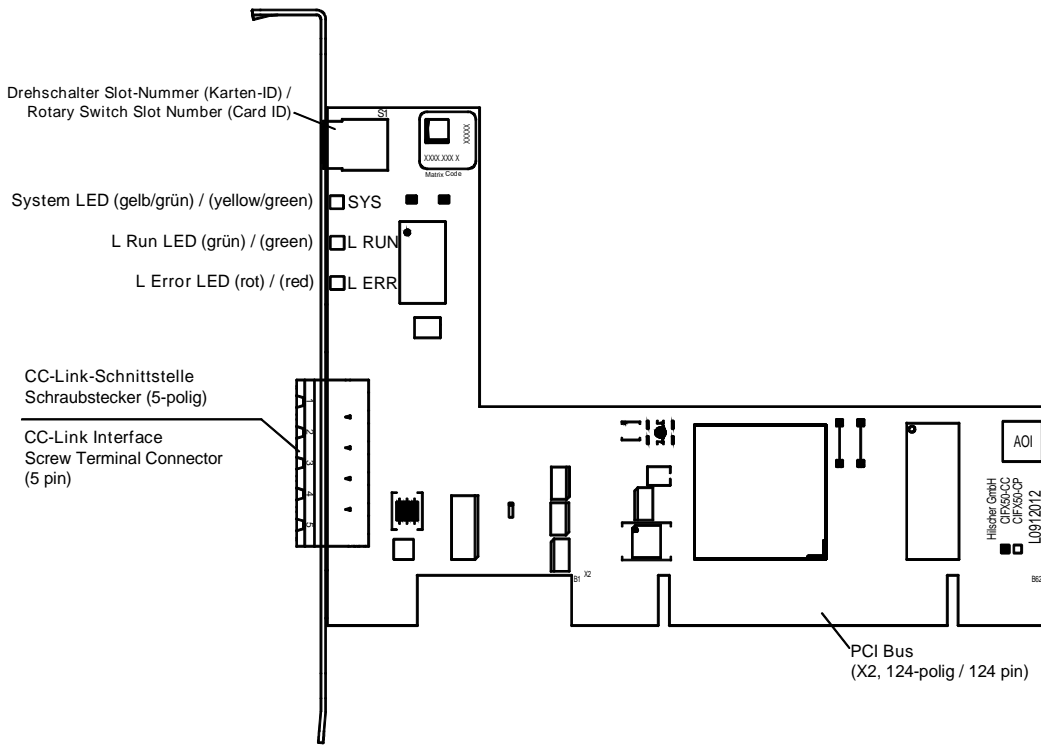 Drehschalter Slot-Nummer (Karten-ID) /
Rotary Switch Slot Number (Card ID)
S1
XXXXX
XXXX.XXX X
Matrix Code
System LED (gelb/grün) / (yellow/green)
SYS
L Run LED (grün) / (green)
L RUN
L Error LED (rot) / (red)
L ERR
CC-Link-Schnittstelle
Schraubstecker (5-polig)
CC-Link Interface
Screw Terminal Connector
(5 pin)
1
2
3
4
5
AOI
Hilscher GmbH
CIFX50-CC
CIFX50-CP
L0912012
B1
X2
B62
PCI Bus
(X2, 124-polig / 124 pin)